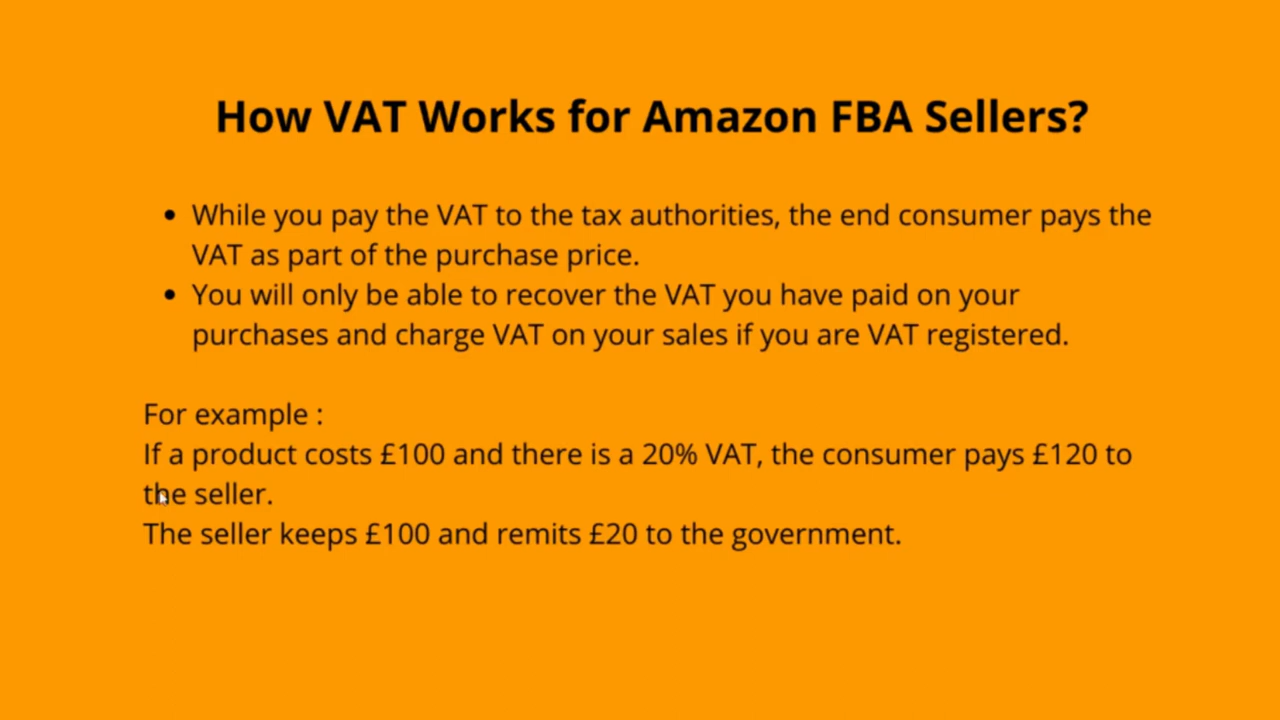 How VAT Works for Amazon FBA Sellers?
• While you pay the VAT to the tax authorities, the end consumer pays the
VAT as part of the purchase price.
• You will only be able to recover the VAT you have paid on your
purchases and charge VAT on your sales if you are VAT registered.
For example :
If a product costs £100 and there is a 20% VAT, the consumer pays £120 to
the seller.
The seller keeps £100 and remits £20 to the government.